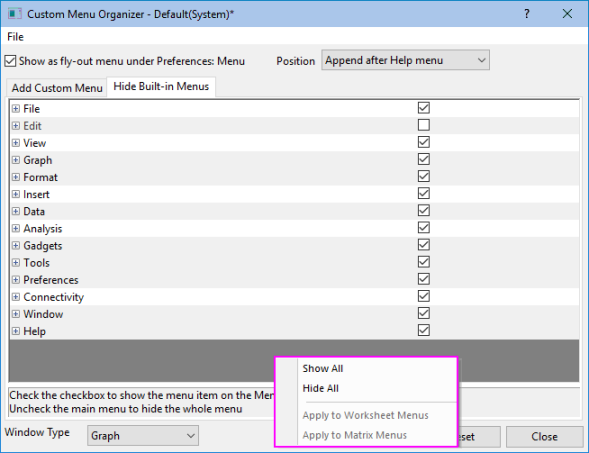 Custom Menu Organizer - Default(System)*
File
Show as fly-out menu under Preferences: Menu Position Append after Help menu
Add Custom Menu Hide Built-in Menus
File
Edit
View
Graph
Format
Insert
Data
Analysis
Gadgets
Tools
Preferences
Connectivity
Window
Help
Show All
Hide All
Apply to Worksheet Menus
Apply to Matrix Menus
Check the checkbox to show the menu item on the Men
Uncheck the main menu to hide the whole menu
Window Type Graph eset Close